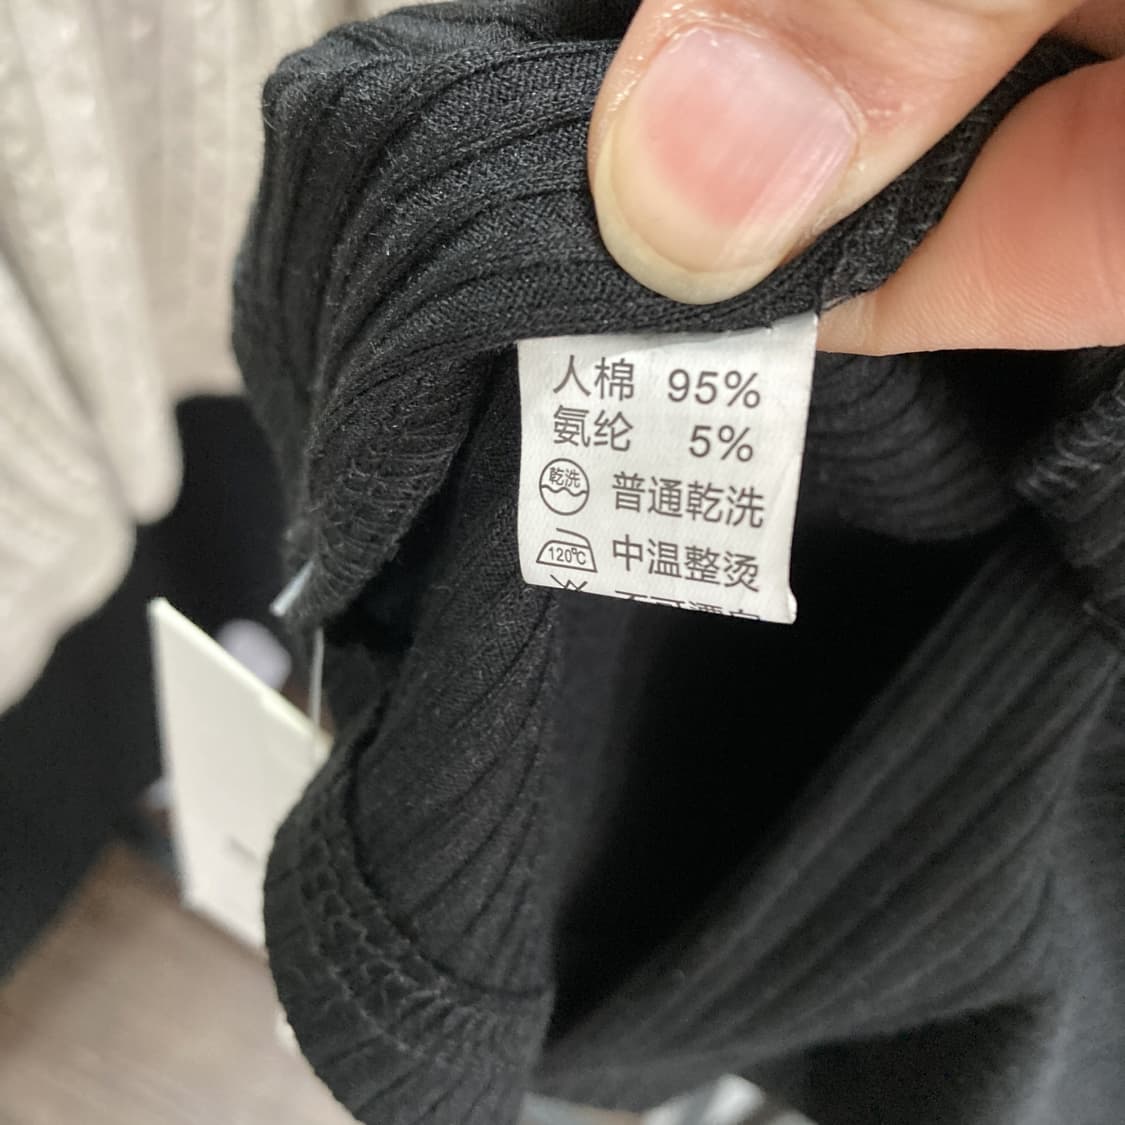 人棉 95%
氨纶 5%
乾洗 普通乾洗
120℃ 中温整烫